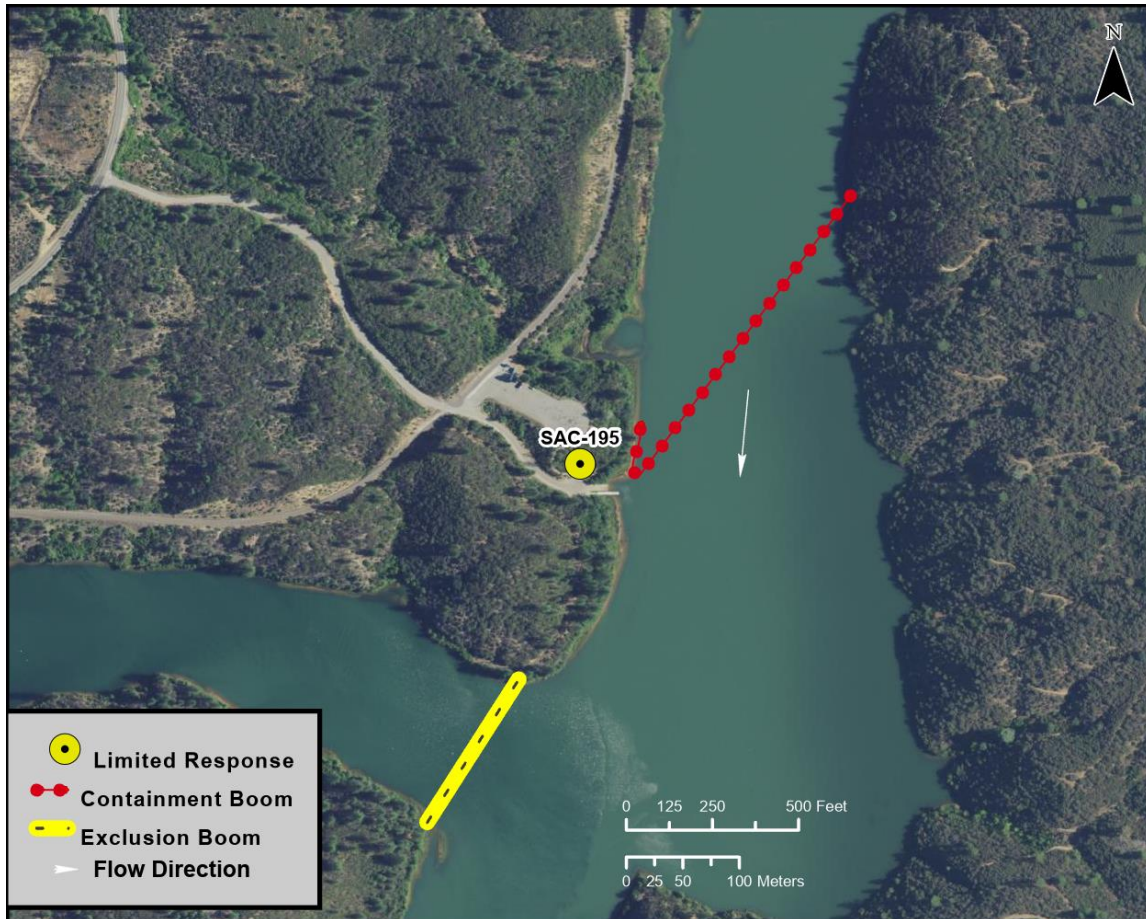 N
SAC-195
Limited Response
Containment Boom
Exclusion Boom
Flow Direction
0 125 250 500 Feet
0 25 50 100 Meters